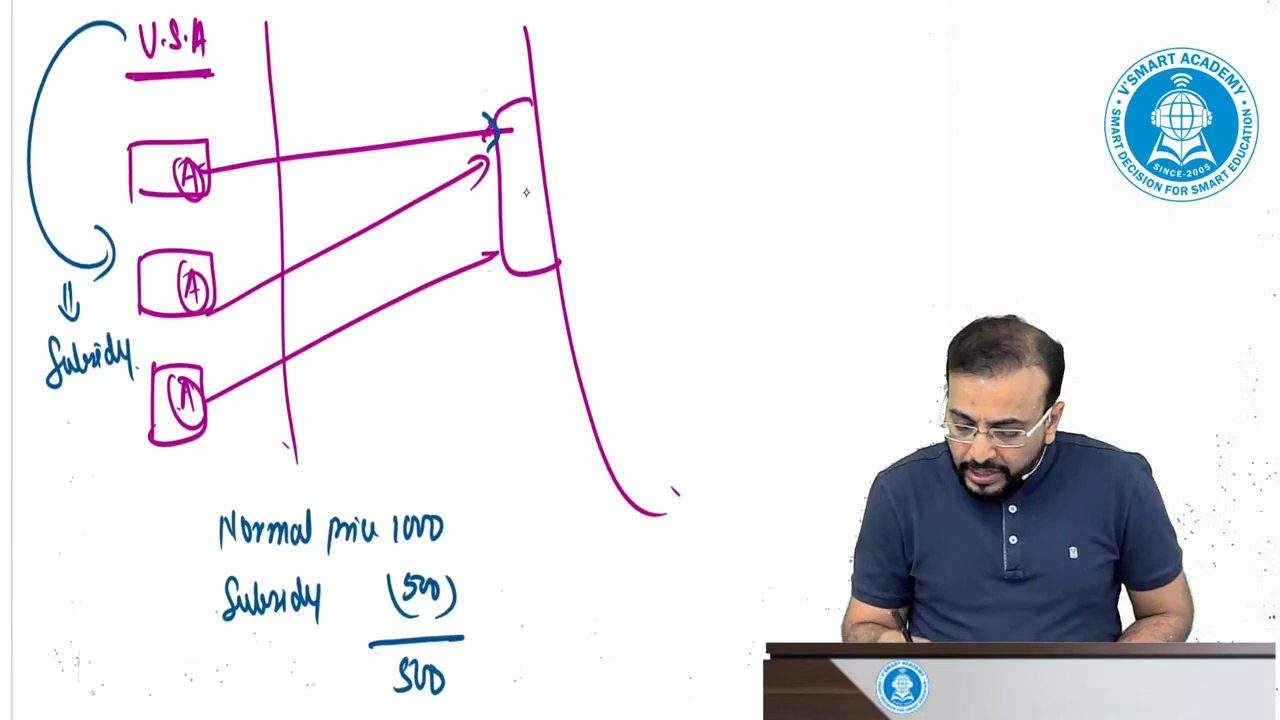 U.S.A
A
A
A
Subsidy.
Normal price 1000
Subsidy (500)
500
V'SMART ACADEMY
SINCE-2005
SMART DECISION FOR SMART EDUCATION